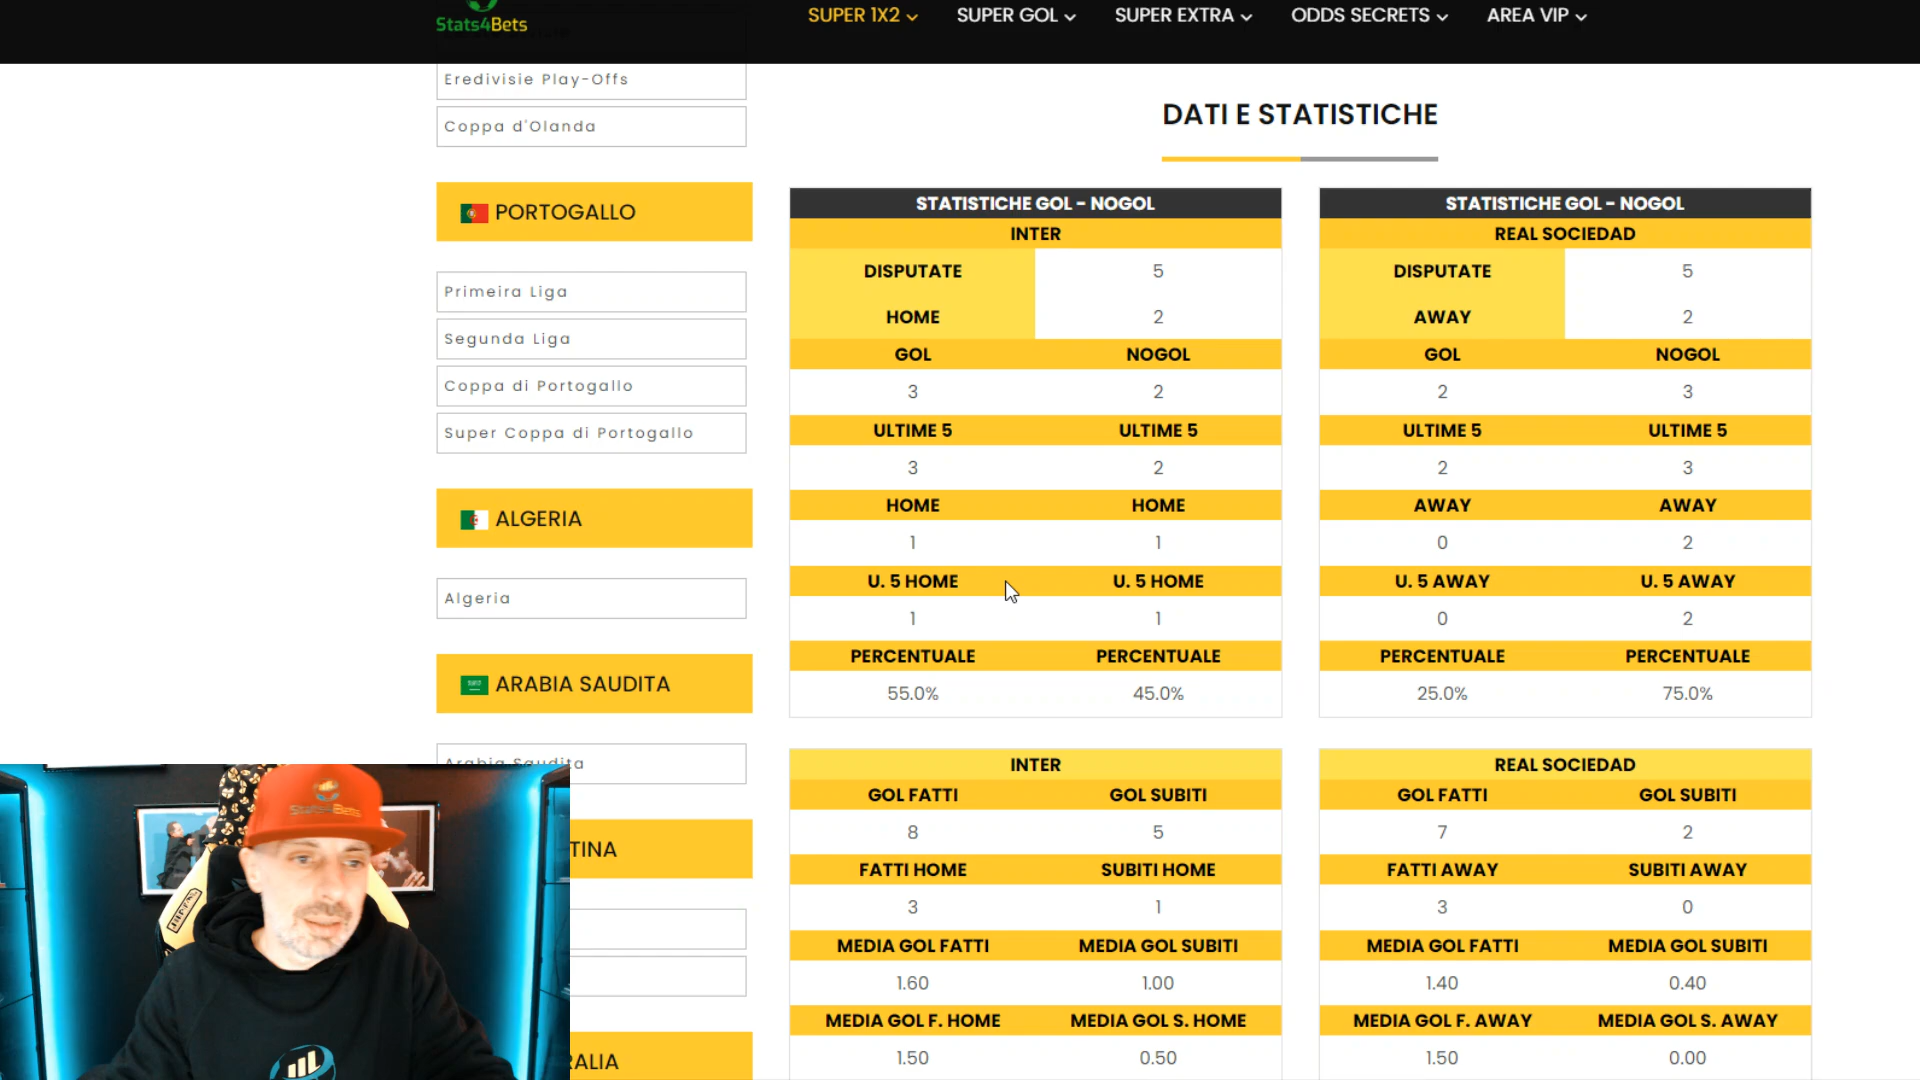 Stats4Bets
SUPER 1X2
SUPER GOL
SUPER EXTRA
ODDS SECRETS
AREA VIP
Eredivisie Play-Offs
Coppa d'Olanda
PORTOGALLO
Primeira Liga
Segunda Liga
Coppa di Portogallo
Super Coppa di Portogallo
ALGERIA
Algeria
ARABIA SAUDITA
Arabia Saudita
TINA
RALIA
DATI E STATISTICHE
STATISTICHE GOL - NOGOL
INTER
DISPUTATE 5
HOME 2
GOL NOGOL
3 2
ULTIME 5 ULTIME 5
3 2
HOME HOME
1 1
U. 5 HOME U. 5 HOME
1 1
PERCENTUALE PERCENTUALE
55.0% 45.0%
STATISTICHE GOL - NOGOL
REAL SOCIEDAD
DISPUTATE 5
AWAY 2
GOL NOGOL
2 3
ULTIME 5 ULTIME 5
2 3
AWAY AWAY
0 2
U. 5 AWAY U. 5 AWAY
0 2
PERCENTUALE PERCENTUALE
25.0% 75.0%
INTER
GOL FATTI GOL SUBITI
8 5
FATTI HOME SUBITI HOME
3 1
MEDIA GOL FATTI MEDIA GOL SUBITI
1.60 1.00
MEDIA GOL F. HOME MEDIA GOL S. HOME
1.50 0.50
REAL SOCIEDAD
GOL FATTI GOL SUBITI
7 2
FATTI AWAY SUBITI AWAY
3 0
MEDIA GOL FATTI MEDIA GOL SUBITI
1.40 0.40
MEDIA GOL F. AWAY MEDIA GOL S. AWAY
1.50 0.00
Stats4Bets